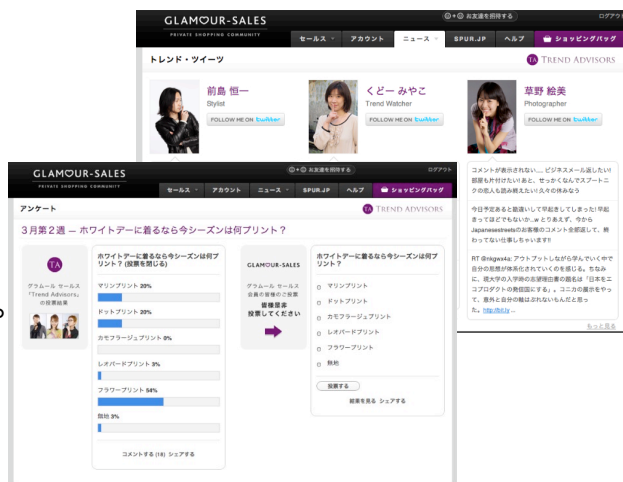 GLAMOUR-SALES
PRIVATE SHOPPING COMMUNITY
お友達を招待する
ログアウト
セールス アカウント ニュース SPUR.JP ヘルプ ショッピングバッグ
トレンド・ツイーツ
TA TREND ADVISORS
前島 恒一
Stylist
FOLLOW ME ON twitter
くどー みやこ
Trend Watcher
FOLLOW ME ON twitter
草野 絵美
Photographer
FOLLOW ME ON twitter
コメントが表示されない…. ビジネスメール返したい!
部屋も片付けたい!あと、せっかくなんでスプートニ
クの恋人も読み終えたい!久々の休みなう
今日予定あると勘違いして早起きしてしまった!早起
きってほどでもないか…w とりあえず、今から
Japanesestreetsのお客様のコメント全部返して、終
わってない仕事しちゃいます!!
RT @nkgwx4a: アウトプットしながら学んでいく中で
自分の思想が体系化されていくのを感じる。ちなみ
に、現大学の入学時の志望理由書の題名は「日本をエ
コプロダクトの発信国にする」。コニカの展示をやっ
て、意外と自分の軸はぶれないもんだと思っ
た。http://bit.ly ...
もっと見る
GLAMOUR-SALES
PRIVATE SHOPPING COMMUNITY
お友達を招待する
ログアウト
セールス アカウント ニュース SPUR.JP ヘルプ ショッピングバッグ
アンケート
TA TREND ADVISORS
3月第2週 — ホワイトデーに着るなら今シーズンは何プリント?
TA
グラムール セールス
「Trend Advisors」
の投票結果
ホワイトデーに着るなら今シーズンは何プ
リント? (投票を閉じる)
マリンプリント 20%
ドットプリント 20%
カモフラージュプリント 0%
レオパードプリント 3%
フラワープリント 54%
無地 3%
コメントする (18) シェアする
GLAMOUR-SALES
グラムール セールス
会員の皆様のご投票
皆様是非
投票してください
ホワイトデーに着るなら今シーズンは何プ
リント?
マリンプリント
ドットプリント
カモフラージュプリント
レオパードプリント
フラワープリント
無地
投票する
結果を見る シェアする